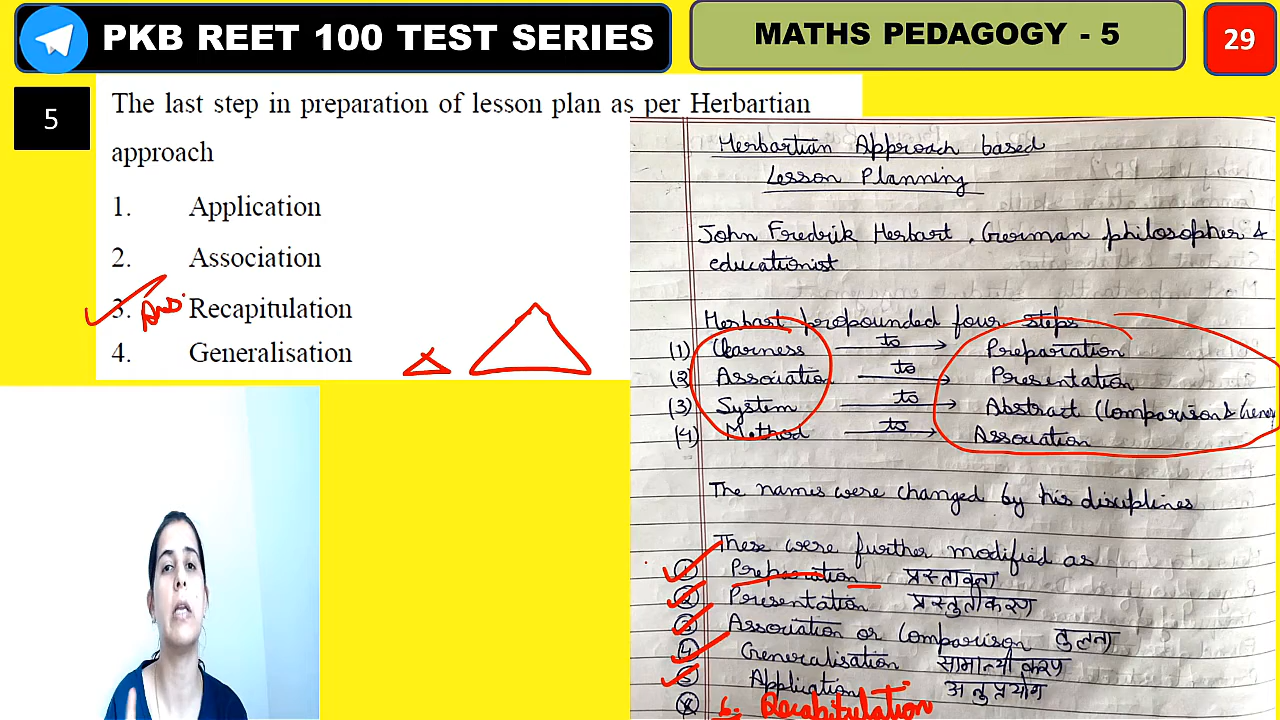 PKB REET 100 TEST SERIES
MATHS PEDAGOGY - 5
29
5
The last step in preparation of lesson plan as per Herbartian
approach
1. Application
2. Association
3. Recapitulation
Ans.
4. Generalisation
Herbartian Approach based
Lesson Planning
John Fredrik Herbart, German philosopher &
educationist
Herbart propounded four steps
(1) Clearness to Preparation
(2) Association to Presentation
(3) System to Abstract (Comparison &
(4) Method to Association
The names were changed by his disciplines
These were further modified as
1 Preparation प्रस्तावना
2 Presentation प्रस्तुतीकरण
3 Association or Comparison तुलना
4 Generalisation सामान्यीकरण
5 Application अनुप्रयोग
6. Recapitulation